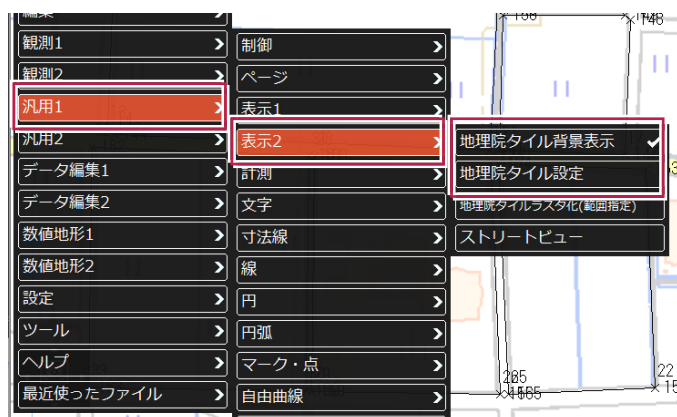 編集
観測1
観測2
汎用1
汎用2
データ編集1
データ編集2
数値地形1
数値地形2
設定
ツール
ヘルプ
最近使ったファイル
制御
ページ
表示1
表示2
計測
文字
寸法線
線
円
円弧
マーク・点
自由曲線
地理院タイル背景表示
地理院タイル設定
地理院タイルラスタ化(範囲指定)
ストリートビュー
22